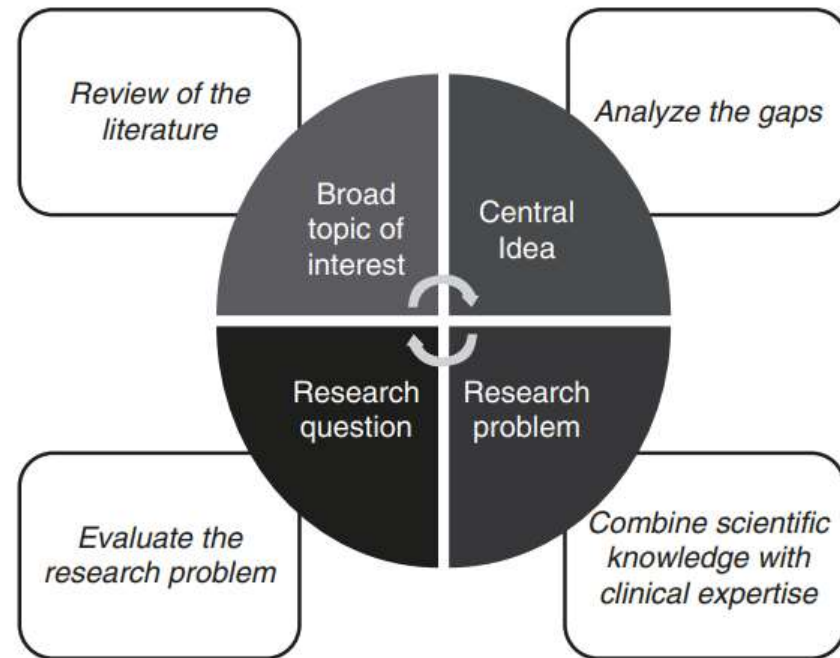 Review of the
literature
Analyze the gaps
Broad
topic of
interest
Central
Idea
Research
question
Research
problem
Evaluate the
research problem
Combine scientific
knowledge with
clinical expertise